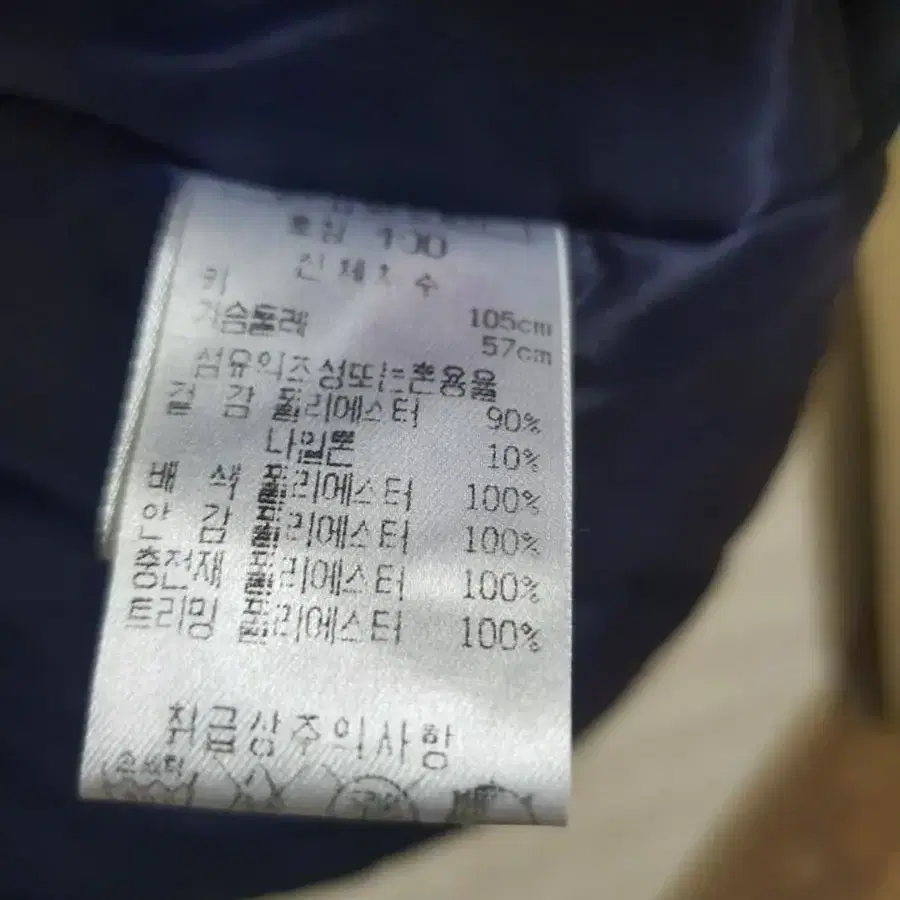 호칭 100
신체치수
키 105cm
가슴둘레 57cm
섬유의조성또는혼용율
겉 감 폴리에스터 90%
나일론 10%
배 색 폴리에스터 100%
안 감 폴리에스터 100%
충전재 폴리에스터 100%
트리밍 폴리에스터 100%
취급상주의사항
손세탁